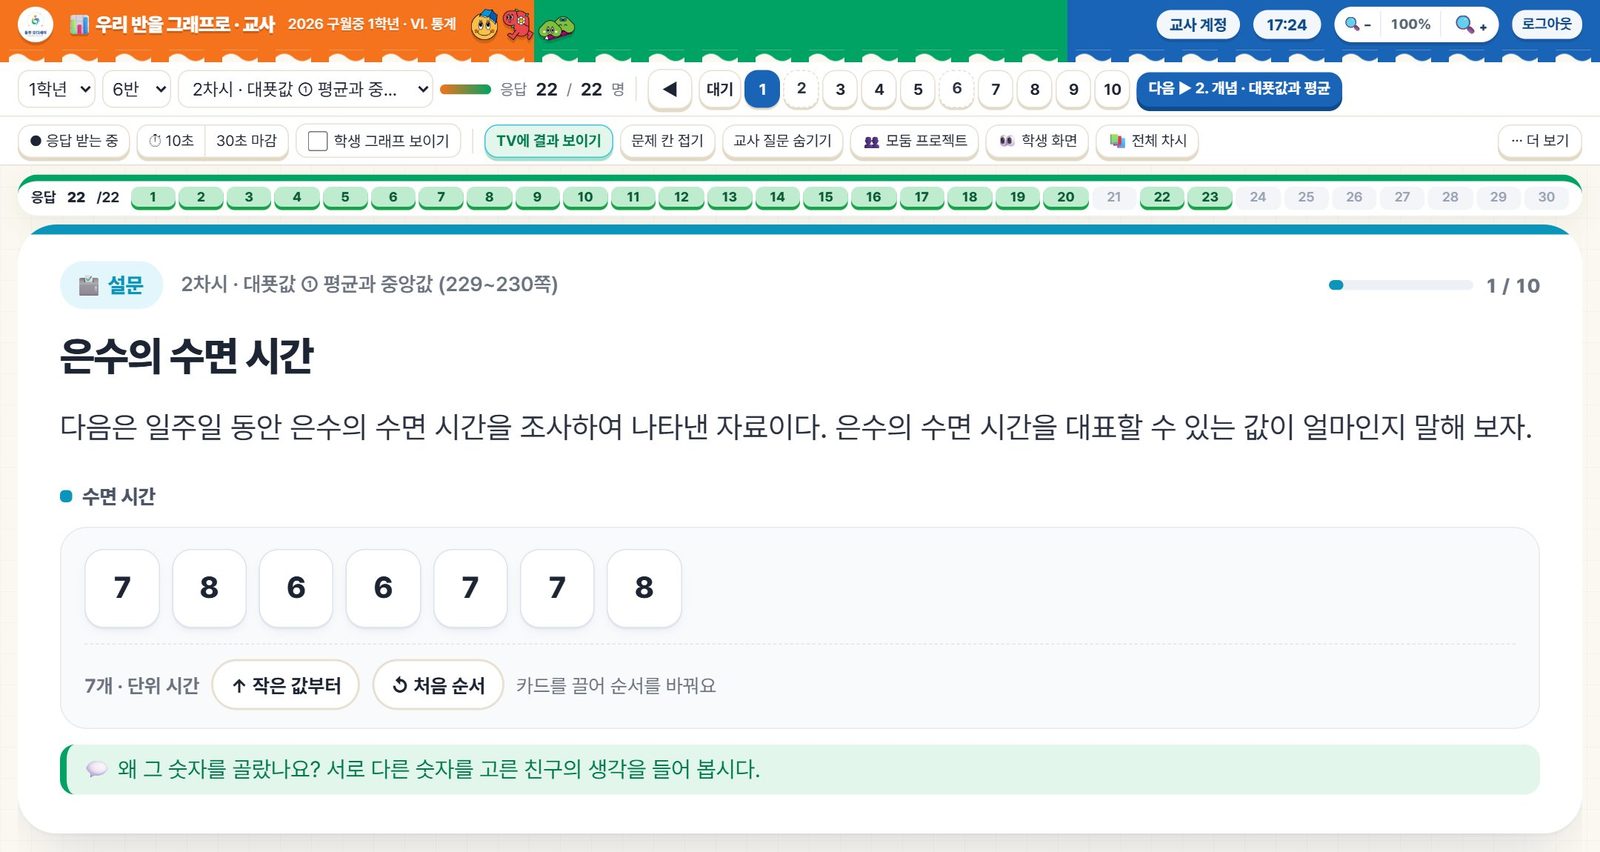 우리 반을 그래프로 · 교사 2026 구월중 1학년 · VI. 통계 교사 계정 17:24 - 100% + 로그아웃
1학년 6반 2차시 · 대푯값 ① 평균과 중... 응답 22 / 22 명 ◀ 대기 1 2 3 4 5 6 7 8 9 10 다음 ▶ 2. 개념 · 대푯값과 평균
● 응답 받는 중 ⏱ 10초 30초 마감 학생 그래프 보이기 TV에 결과 보이기 문제 칸 접기 교사 질문 숨기기 모둠 프로젝트 학생 화면 전체 차시 ··· 더 보기
응답 22 /22 1 2 3 4 5 6 7 8 9 10 11 12 13 14 15 16 17 18 19 20 21 22 23 24 25 26 27 28 29 30
설문 2차시 · 대푯값 ① 평균과 중앙값 (229~230쪽) 1 / 10
은수의 수면 시간
다음은 일주일 동안 은수의 수면 시간을 조사하여 나타낸 자료이다. 은수의 수면 시간을 대표할 수 있는 값이 얼마인지 말해 보자.
수면 시간
7 8 6 6 7 7 8
7개 · 단위 시간 ↑ 작은 값부터 ↺ 처음 순서 카드를 끌어 순서를 바꿔요
왜 그 숫자를 골랐나요? 서로 다른 숫자를 고른 친구의 생각을 들어 봅시다.